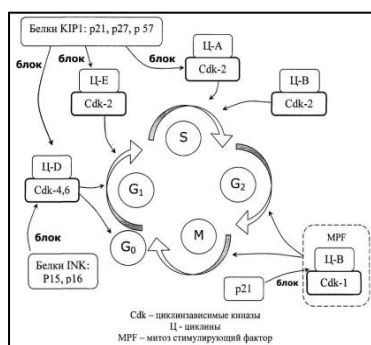 Белки KIP1: p21, p27, p 57
блок
блок
блок
Ц-A
Cdk-2
Ц-E
Cdk-2
Ц-B
Cdk-2
S
Ц-D
Cdk-4,6
G1
G2
блок
G0
M
MPF
Белки INK:
P15, p16
Ц-B
p21
блок
Cdk-1
Cdk – циклинзависимые киназы
Ц - циклины
MPF – митоз стимулирующий фактор